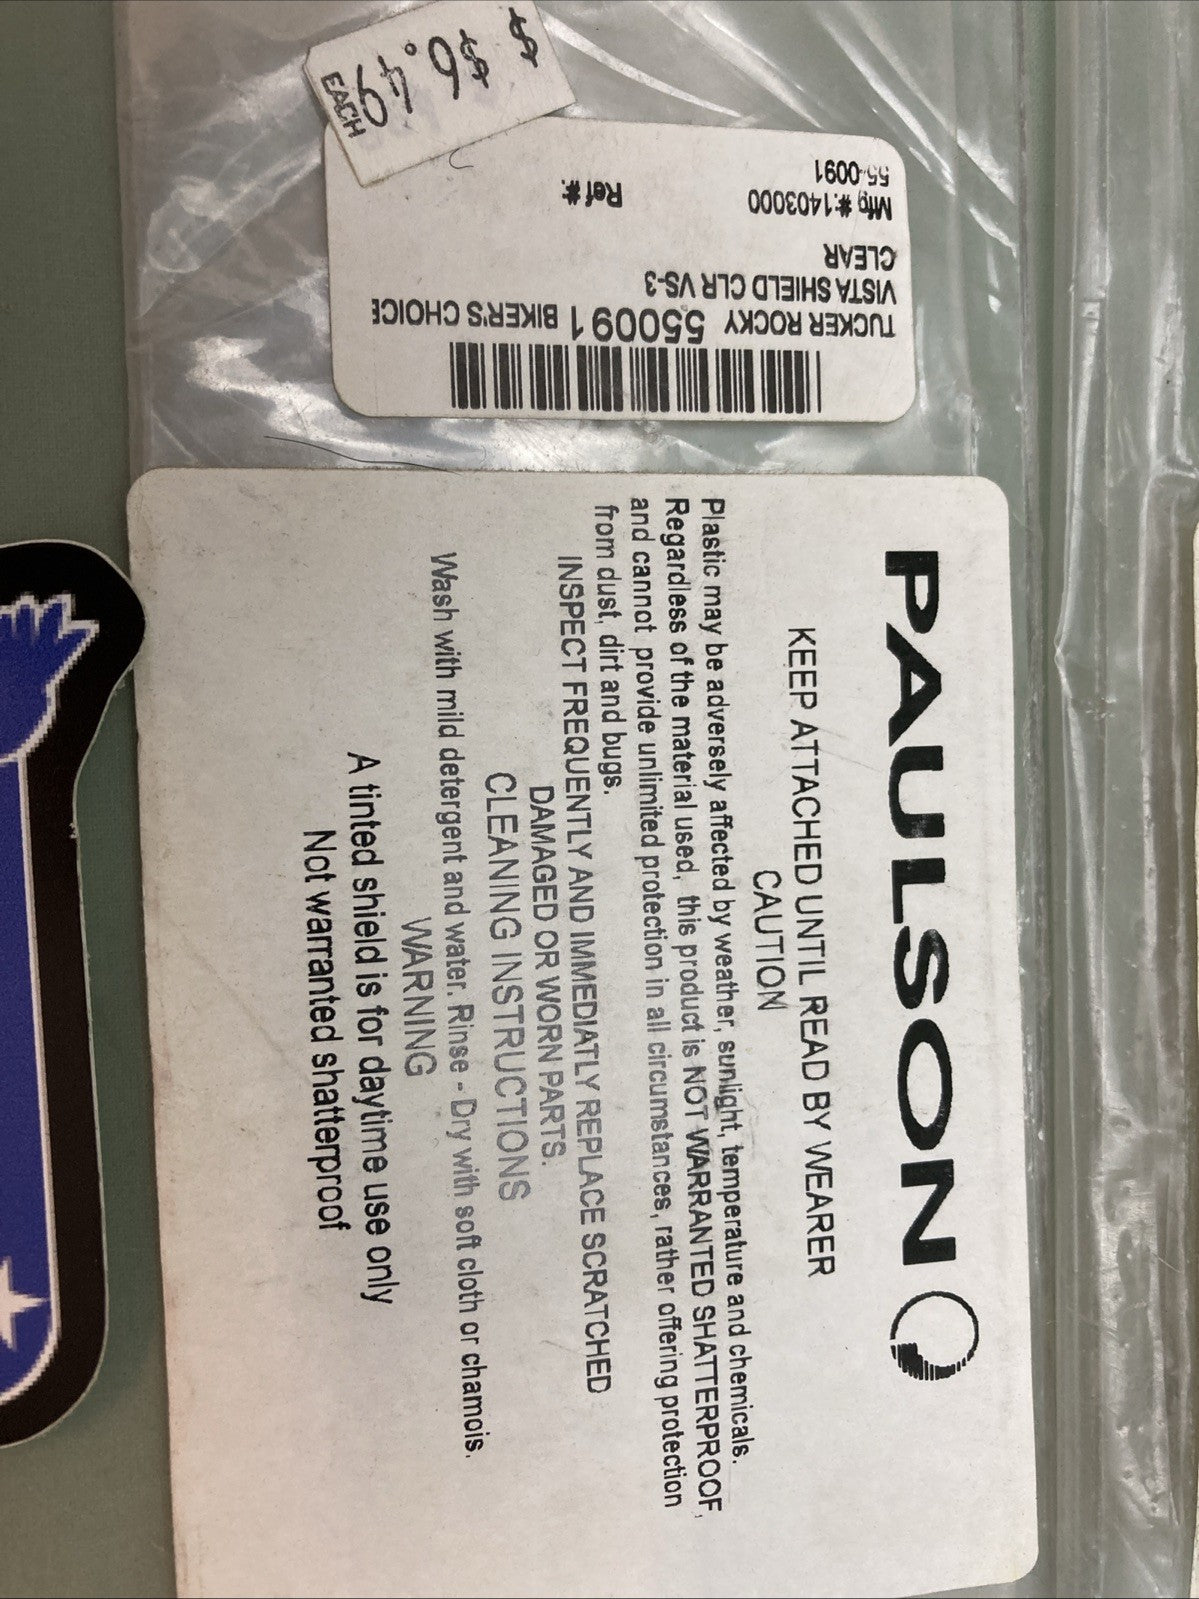 $
$
6.49
EACH
TUCKER ROCKY 550091 BIKER'S CHOICE
VISTA SHIELD CLR VS-3
CLEAR
Mfg #:1403000 Ref #:
55-0091
PAULSON
KEEP ATTACHED UNTIL READ BY WEARER
CAUTION
Plastic may be adversely affected by weather, sunlight, temperature and chemicals.
Regardless of the material used, this product is NOT WARRANTED SHATTERPROOF,
and cannot provide unlimited protection in all circumstances, rather offering protection
from dust, dirt and bugs.
INSPECT FREQUENTLY AND IMMEDIATLY REPLACE SCRATCHED
DAMAGED OR WORN PARTS.
CLEANING INSTRUCTIONS
Wash with mild detergent and water. Rinse - Dry with soft cloth or chamois.
WARNING
A tinted shield is for daytime use only
Not warranted shatterproof